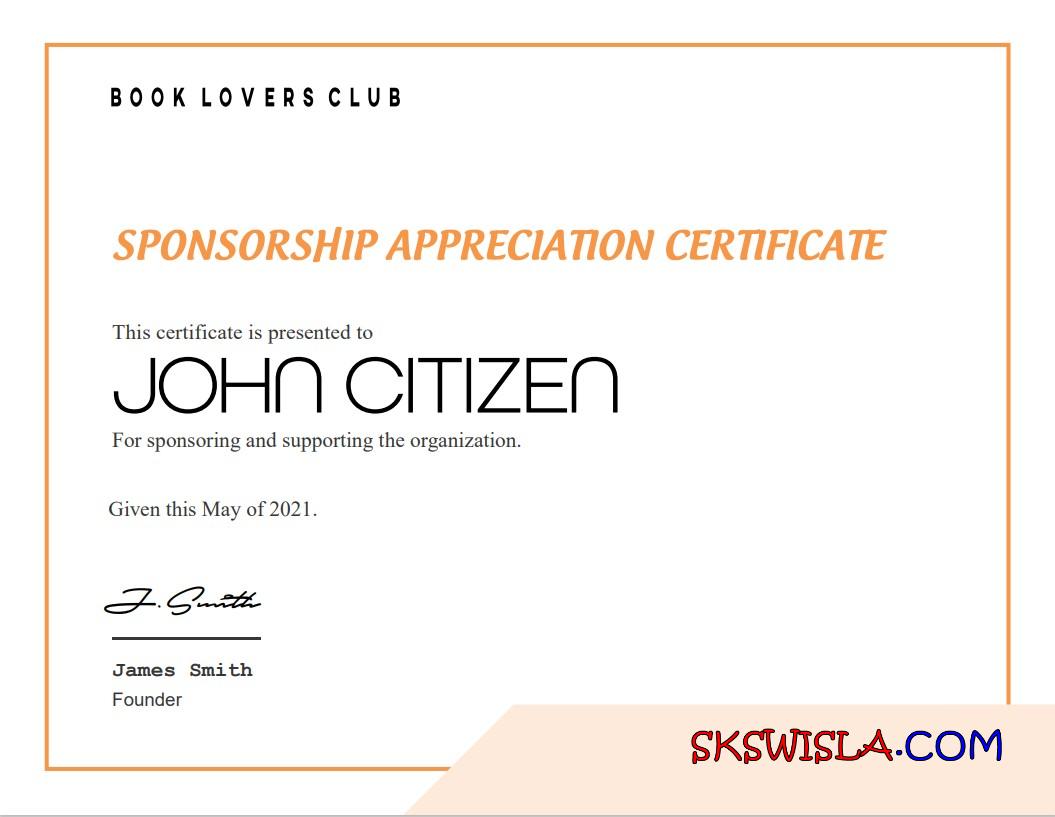 BOOK LOVERS CLUB
SPONSORSHIP APPRECIATION CERTIFICATE
This certificate is presented to
JOHN CITIZEN
For sponsoring and supporting the organization.
Given this May of 2021.
J. Smith
James Smith
Founder
SKSWISLA.COM